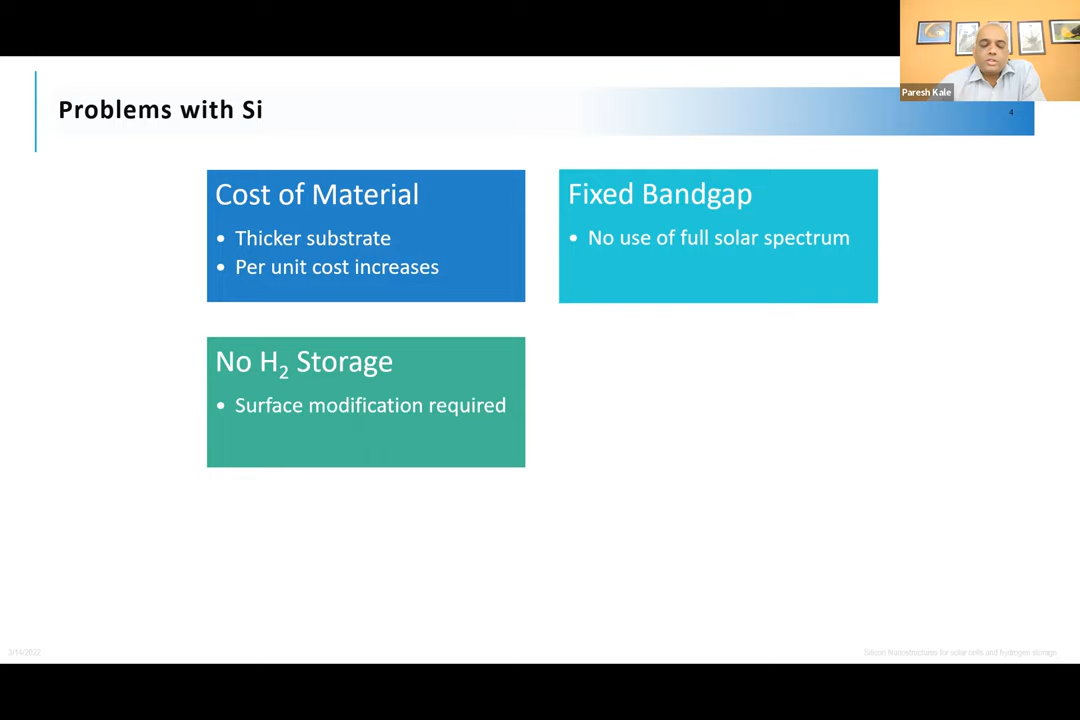 Paresh Kale
Problems with Si
4
Cost of Material
• Thicker substrate
• Per unit cost increases
Fixed Bandgap
• No use of full solar spectrum
No H₂ Storage
• Surface modification required
3/14/2022
Silicon Nanostructures for solar cells and hydrogen storage